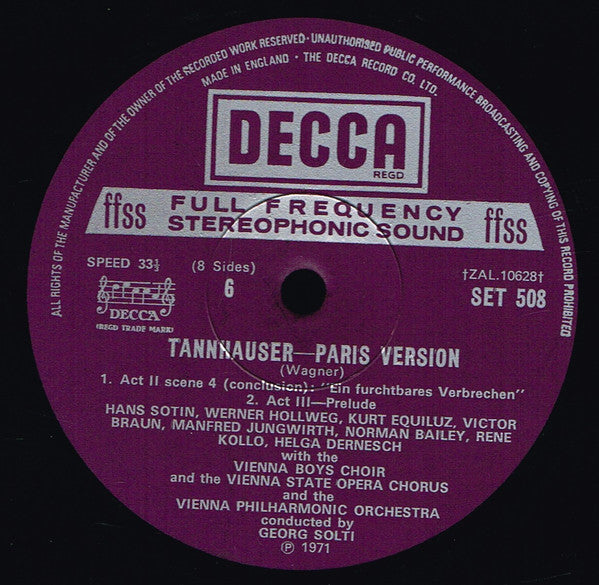 ALL RIGHTS OF THE MANUFACTURER AND OF THE OWNER OF THE RECORDED WORK RESERVED · UNAUTHORISED PUBLIC PERFORMANCE BROADCASTING AND COPYING OF THIS RECORD PROHIBITED
MADE IN ENGLAND · THE DECCA RECORD CO. LTD.
DECCA
REGD
ffss FULL FREQUENCY ffss
STEREOPHONIC SOUND
SPEED 33⅓ (8 Sides) †ZAL.10628†
6 SET 508
DECCA
(REGD TRADE MARK)
TANNHAUSER—PARIS VERSION
(Wagner)
1. Act II scene 4 (conclusion): "Ein furchtbares Verbrechen"
2. Act III—Prelude
HANS SOTIN, WERNER HOLLWEG, KURT EQUILUZ, VICTOR
BRAUN, MANFRED JUNGWIRTH, NORMAN BAILEY, RENE
KOLLO, HELGA DERNESCH
with the
VIENNA BOYS CHOIR
and the VIENNA STATE OPERA CHORUS
and the
VIENNA PHILHARMONIC ORCHESTRA
conducted by
GEORG SOLTI
℗ 1971